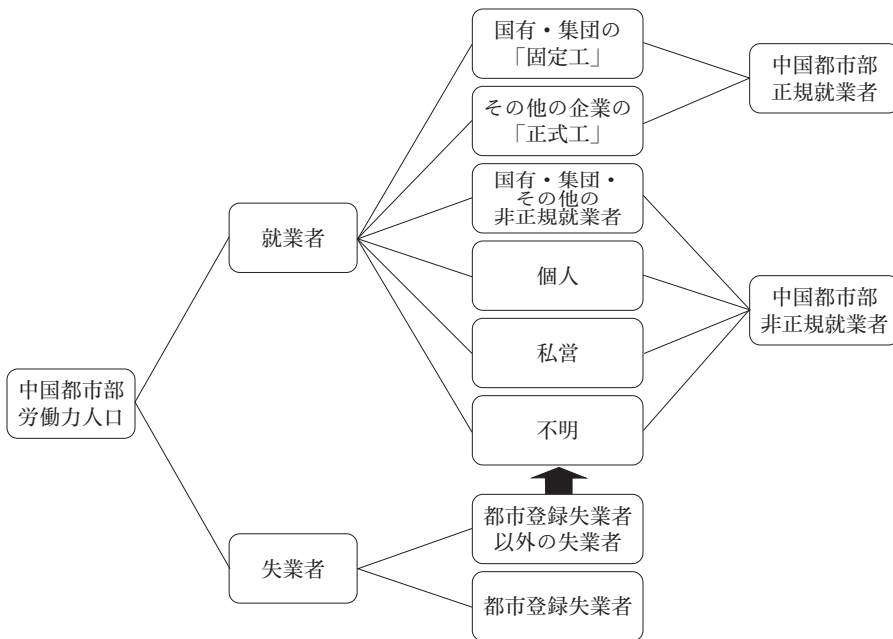 国有・集団の
「固定工」
その他の企業の
「正式工」
国有・集団・
その他の
非正規就業者
個人
私営
不明
都市登録失業者
以外の失業者
都市登録失業者
就業者
失業者
中国都市部
労働力人口
中国都市部
正規就業者
中国都市部
非正規就業者